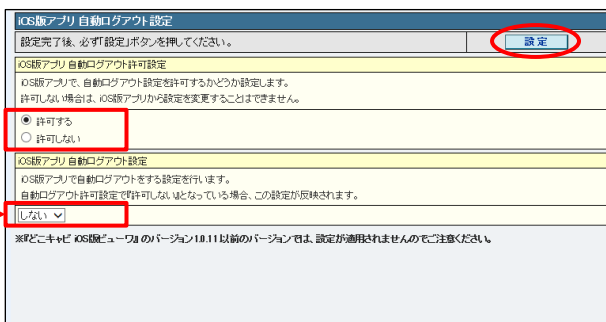 iOS版アプリ 自動ログアウト設定
設定完了後、必ず「設定」ボタンを押してください。
設定
iOS版アプリ 自動ログアウト許可設定
iOS版アプリで、自動ログアウト設定を許可するかどうか設定します。
許可しない場合は、iOS版アプリから設定を変更することはできません。
許可する
許可しない
iOS版アプリ 自動ログアウト設定
iOS版アプリで自動ログアウトをする設定を行います。
自動ログアウト許可設定で『許可しない』となっている場合、この設定が反映されます。
しない
※『どこキャビ iOS版ビューワ』のバージョン1.0.11以前のバージョンでは、設定が適用されませんのでご注意ください。